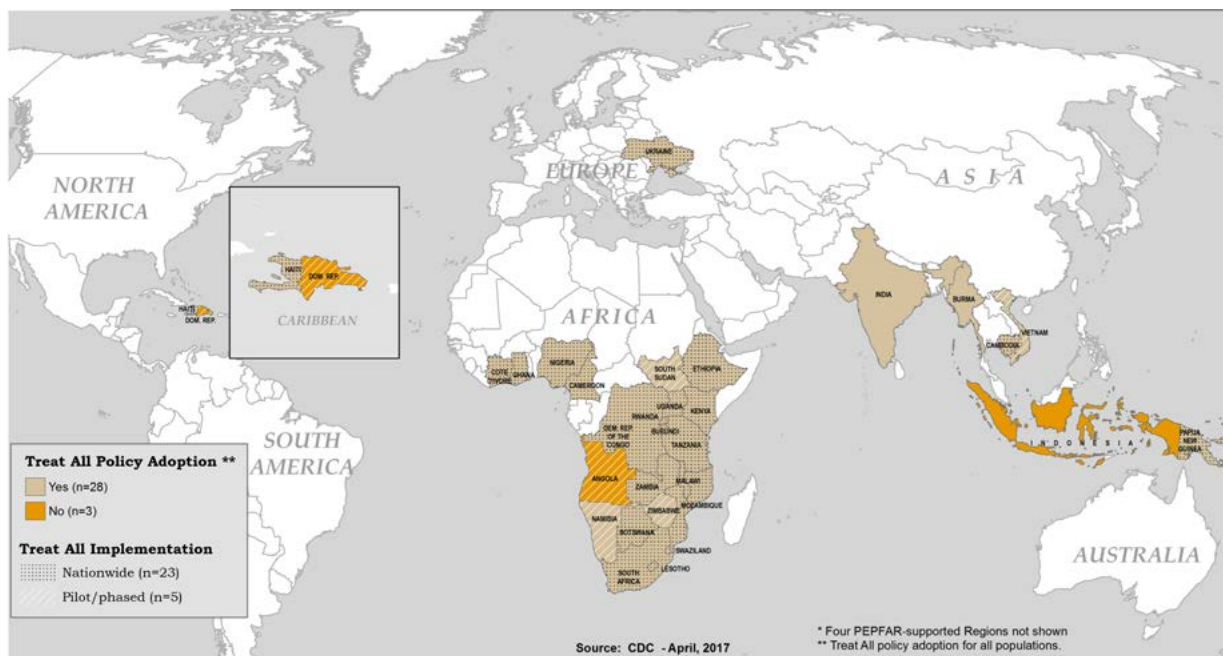 NORTH
AMERICA
EUROPE
UKRAINE
ASIA
HAITI
DOM. REP.
CARIBBEAN
HAITI
DOM. REP.
AFRICA
INDIA
BURMA
VIETNAM
CAMBODIA
NIGERIA
COTE
D'IVOIRE
GHANA
CAMEROON
SOUTH
SUDAN
ETHIOPIA
UGANDA
KENYA
RWANDA
DEM. REP.
OF THE
CONGO
BURUNDI
TANZANIA
SOUTH
AMERICA
ANGOLA
ZAMBIA
MALAWI
MOZAMBIQUE
ZIMBABWE
NAMIBIA
BOTSWANA
SWAZILAND
SOUTH
AFRICA
LESOTHO
INDONESIA
PAPUA
NEW
GUINEA
AUSTRALIA
Treat All Policy Adoption **
Yes (n=28)
No (n=3)
Treat All Implementation
Nationwide (n=23)
Pilot/phased (n=5)
Source: CDC - April, 2017
* Four PEPFAR-supported Regions not shown
** Treat All policy adoption for all populations.